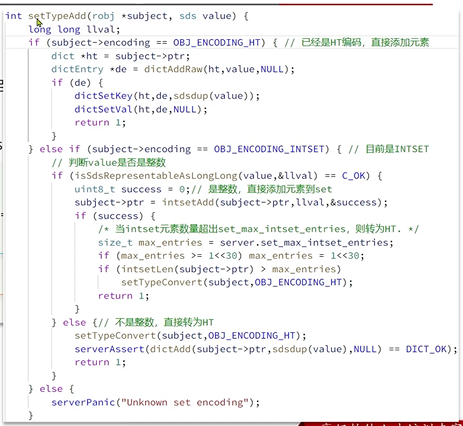 int setTypeAdd(robj *subject, sds value) {
    long long llval;
    if (subject->encoding == OBJ_ENCODING_HT) { // 已经是HT编码，直接添加元素
        dict *ht = subject->ptr;
        dictEntry *de = dictAddRaw(ht,value,NULL);
        if (de) {
            dictSetKey(ht,de,sdsdup(value));
            dictSetVal(ht,de,NULL);
            return 1;
        }
    } else if (subject->encoding == OBJ_ENCODING_INTSET) { // 目前是INTSET
        // 判断value是否是整数
        if (isSdsRepresentableAsLongLong(value,&llval) == C_OK) {
            uint8_t success = 0;// 是整数，直接添加元素到set
            subject->ptr = intsetAdd(subject->ptr,llval,&success);
            if (success) {
                /* 当intset元素数量超出set_max_intset_entries，则转为HT. */
                size_t max_entries = server.set_max_intset_entries;
                if (max_entries >= 1<<30) max_entries = 1<<30;
                if (intsetLen(subject->ptr) > max_entries)
                    setTypeConvert(subject,OBJ_ENCODING_HT);
                return 1;
            }
        } else {// 不是整数，直接转为HT
            setTypeConvert(subject,OBJ_ENCODING_HT);
            serverAssert(dictAdd(subject->ptr,sdsdup(value),NULL) == DICT_OK);
            return 1;
        }
    } else {
        serverPanic("Unknown set encoding");
    }